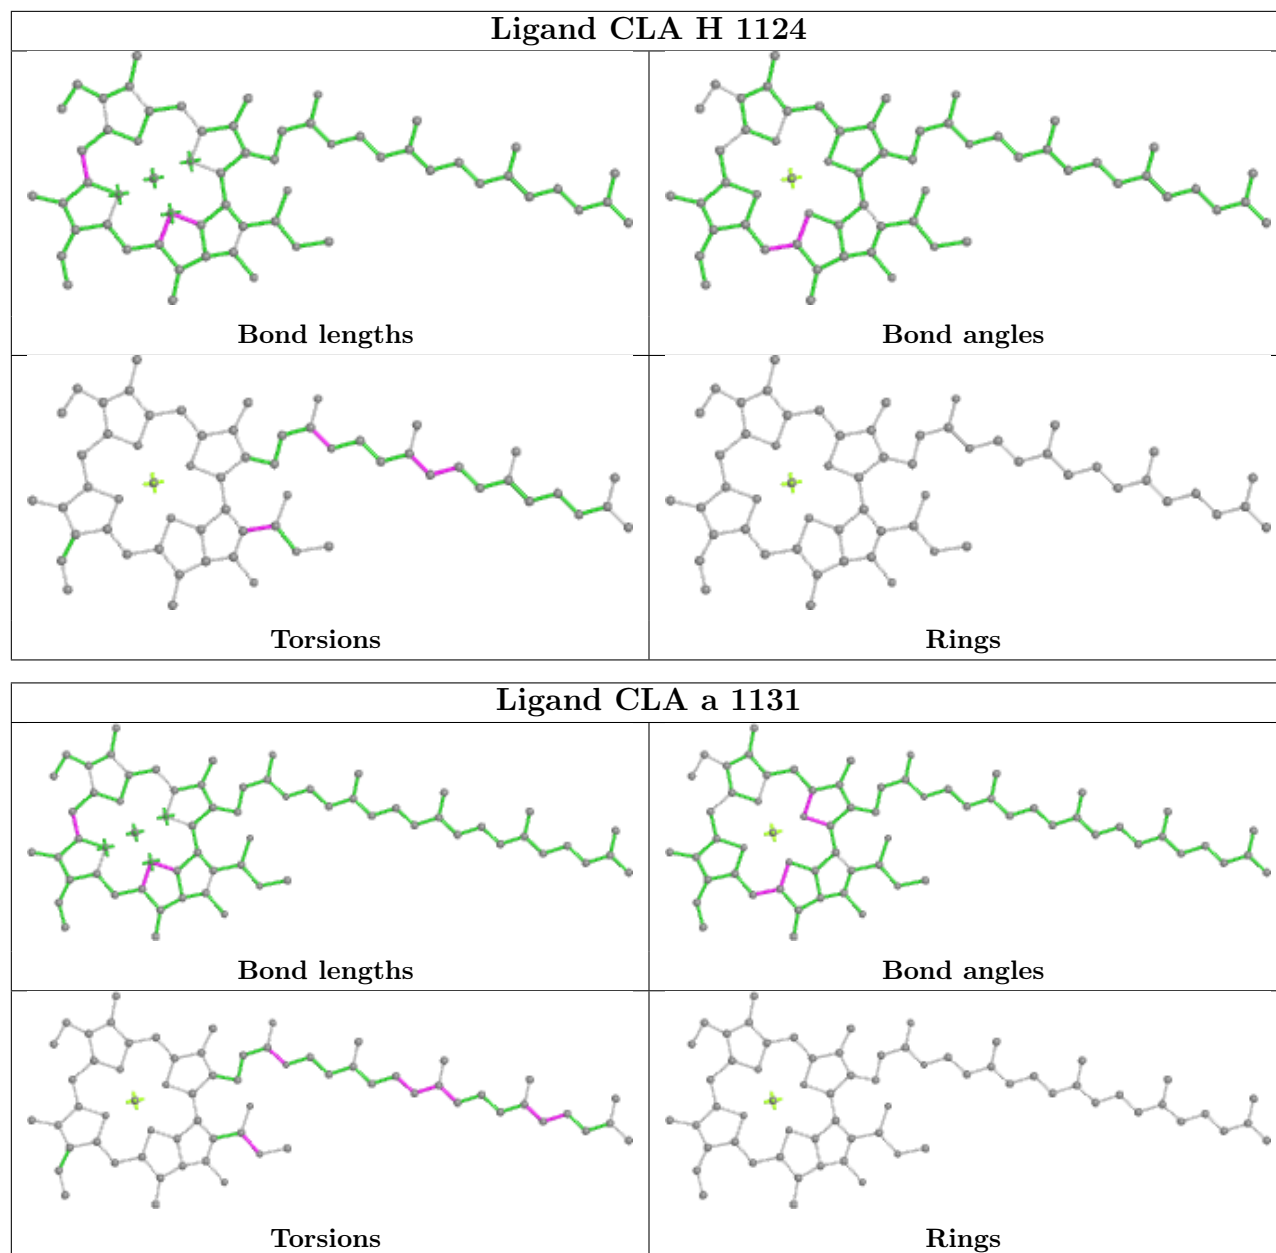 Ligand CLA H 1124
Bond lengths
Bond angles
Torsions
Rings
Ligand CLA a 1131
Bond lengths
Bond angles
Torsions
Rings